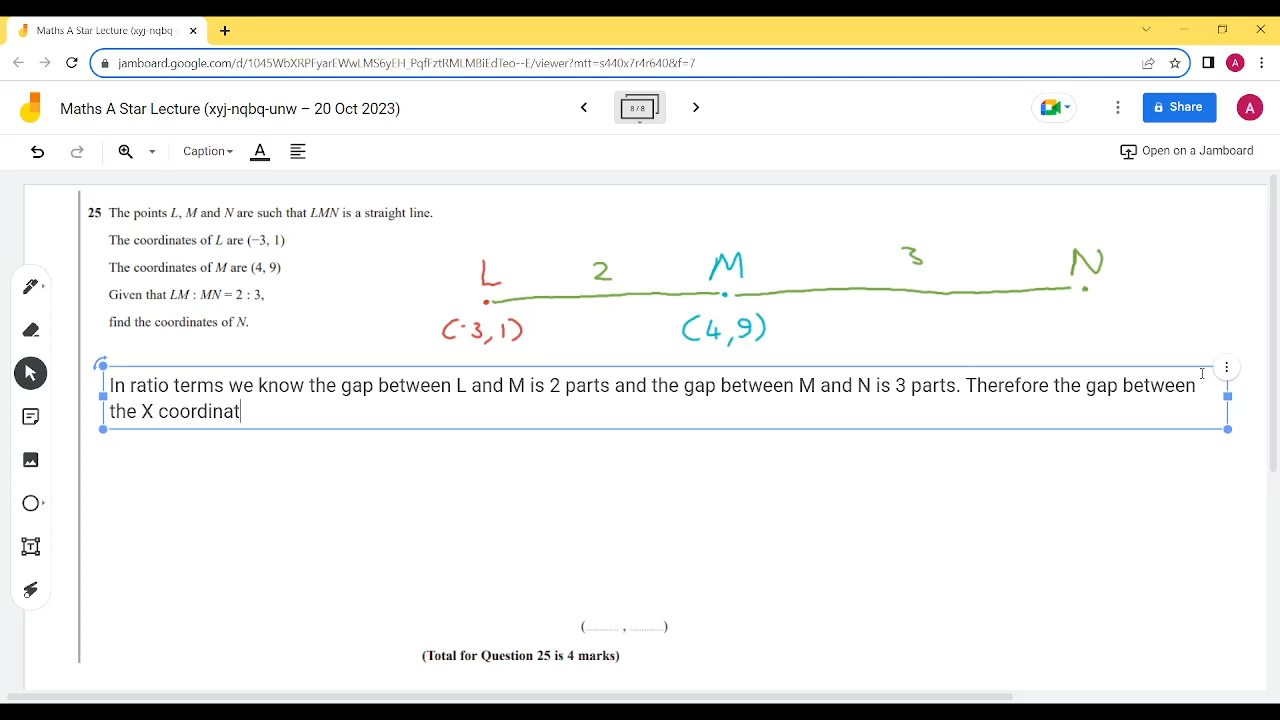 Maths A Star Lecture (xyj-nqbq
jamboard.google.com/d/1045WbXRPFyarEWwLMS6yEH_PqfFztRMLMBiEdTeo--E/viewer?mtt=s440x7r4r640&f=7
A
Maths A Star Lecture (xyj-nqbq-unw – 20 Oct 2023)
8 / 8
Share
A
Caption
A
Open on a Jamboard
25 The points L, M and N are such that LMN is a straight line.
The coordinates of L are (−3, 1)
The coordinates of M are (4, 9)
Given that LM : MN = 2 : 3,
find the coordinates of N.
L 2 M 3 N
(-3,1) (4,9)
In ratio terms we know the gap between L and M is 2 parts and the gap between M and N is 3 parts. Therefore the gap between
the X coordinat
T
(............ , ............)
(Total for Question 25 is 4 marks)